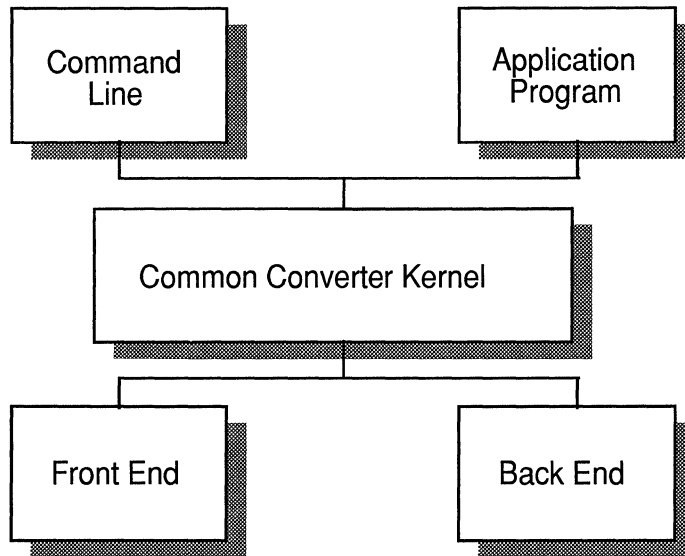 Command
Line
Application
Program
Common Converter Kernel
Front End
Back End